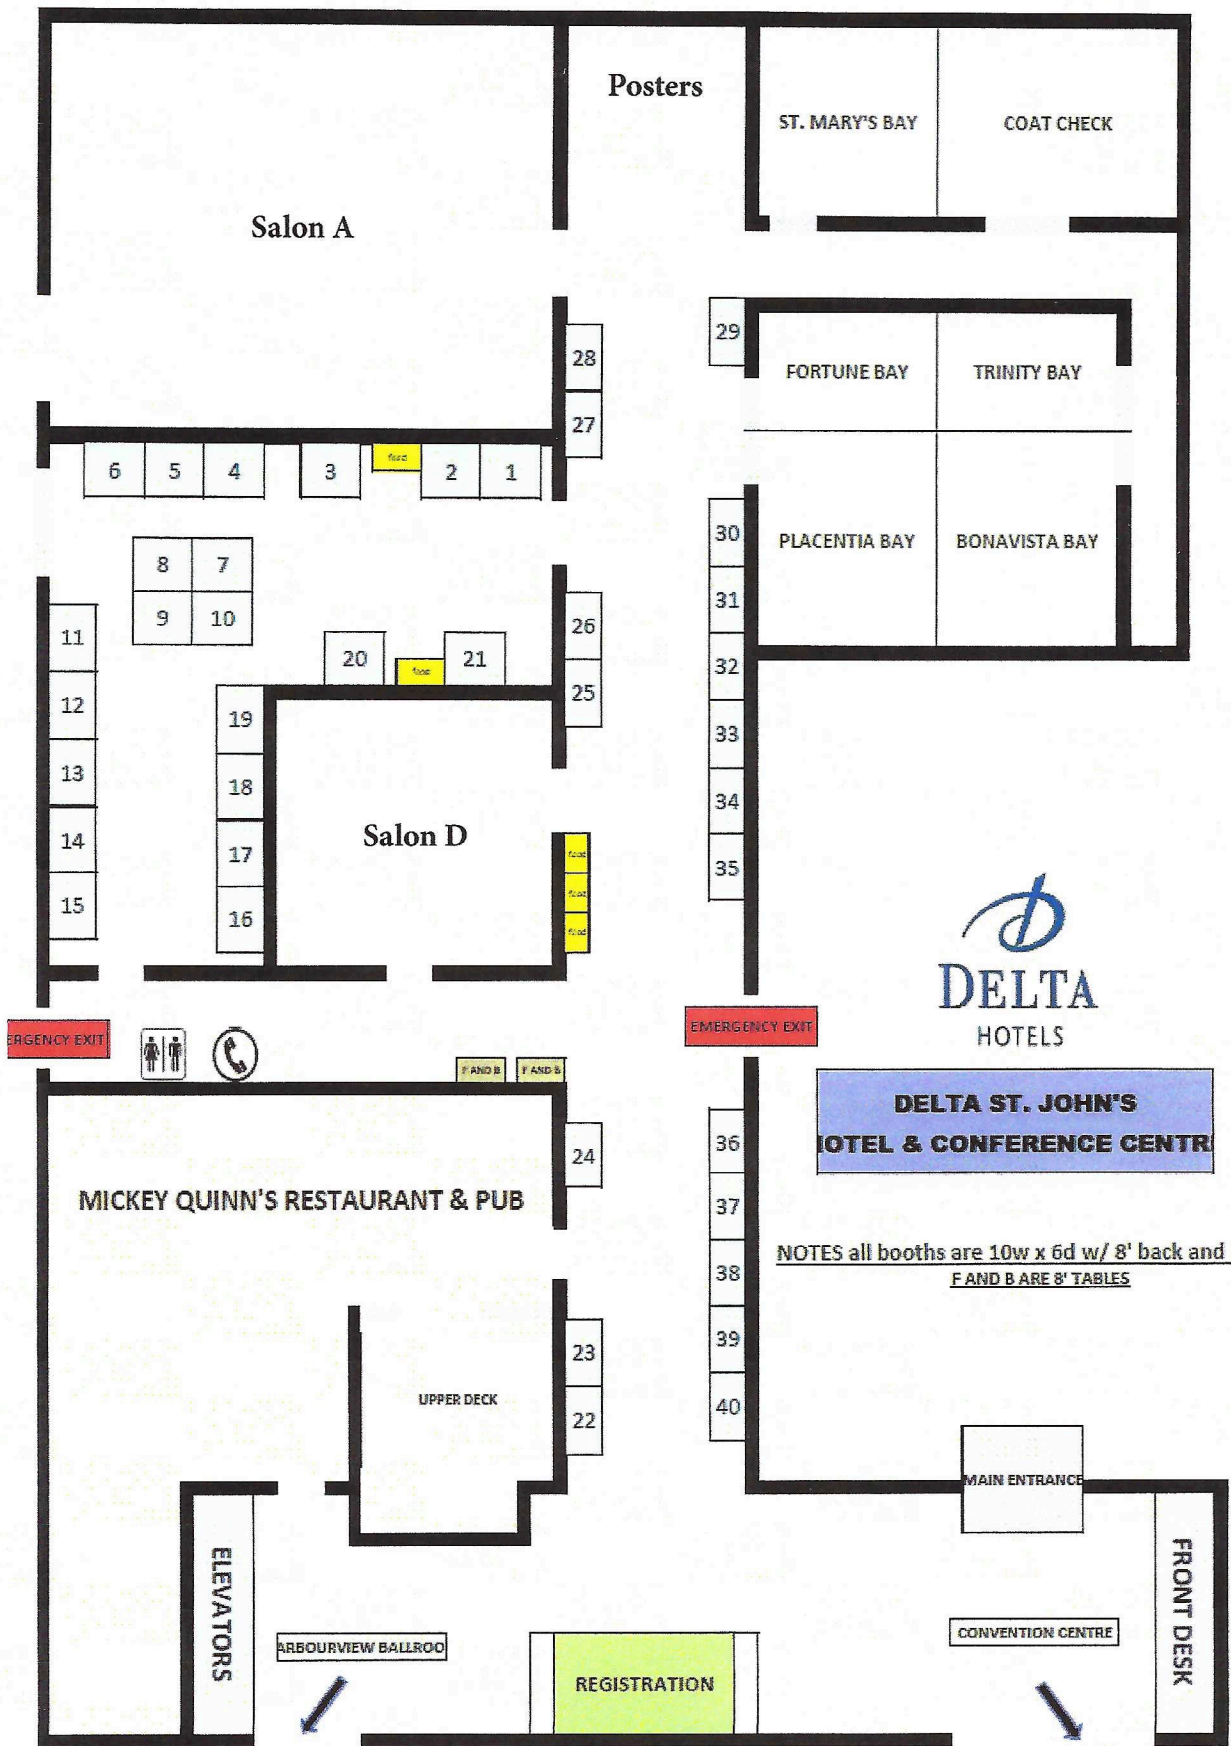 Posters
ST. MARY'S BAY
COAT CHECK
Salon A
29
28
FORTUNE BAY
TRINITY BAY
27
6
5
4
3
food
2
1
30
PLACENTIA BAY
BONAVISTA BAY
8
7
31
9
10
26
11
20
food
21
32
25
12
19
33
13
18
34
14
17
Salon D
food
35
15
16
food
food
DELTA
HOTELS
ERGENCY EXIT
EMERGENCY EXIT
F AND B
F AND B
DELTA ST. JOHN'S
IOTEL & CONFERENCE CENTR
24
36
MICKEY QUINN'S RESTAURANT & PUB
37
NOTES all booths are 10w x 6d w/ 8' back and
F AND B ARE 8' TABLES
38
23
39
UPPER DECK
22
40
MAIN ENTRANCE
ELEVATORS
FRONT DESK
ARBOURVIEW BALLROO
CONVENTION CENTRE
REGISTRATION